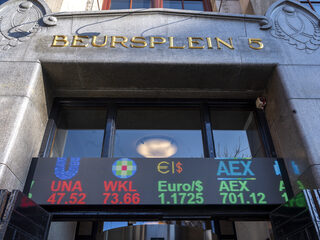 BEURSPLEIN 5
€|$ AEX
UNA WKL Euro/$ AEX
47.52 73.66 1.1725 701.12